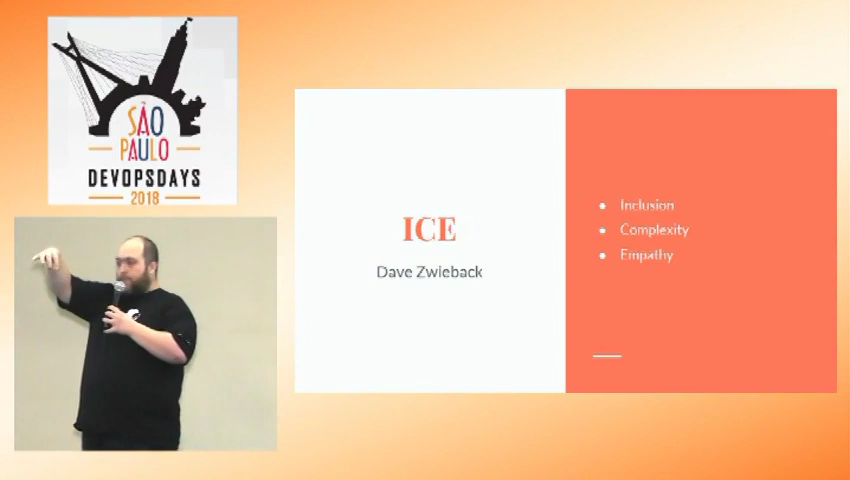 SÃO
PAULO
DEVOPSDAYS
2018
ICE
Dave Zwieback
Inclusion
Complexity
Empathy